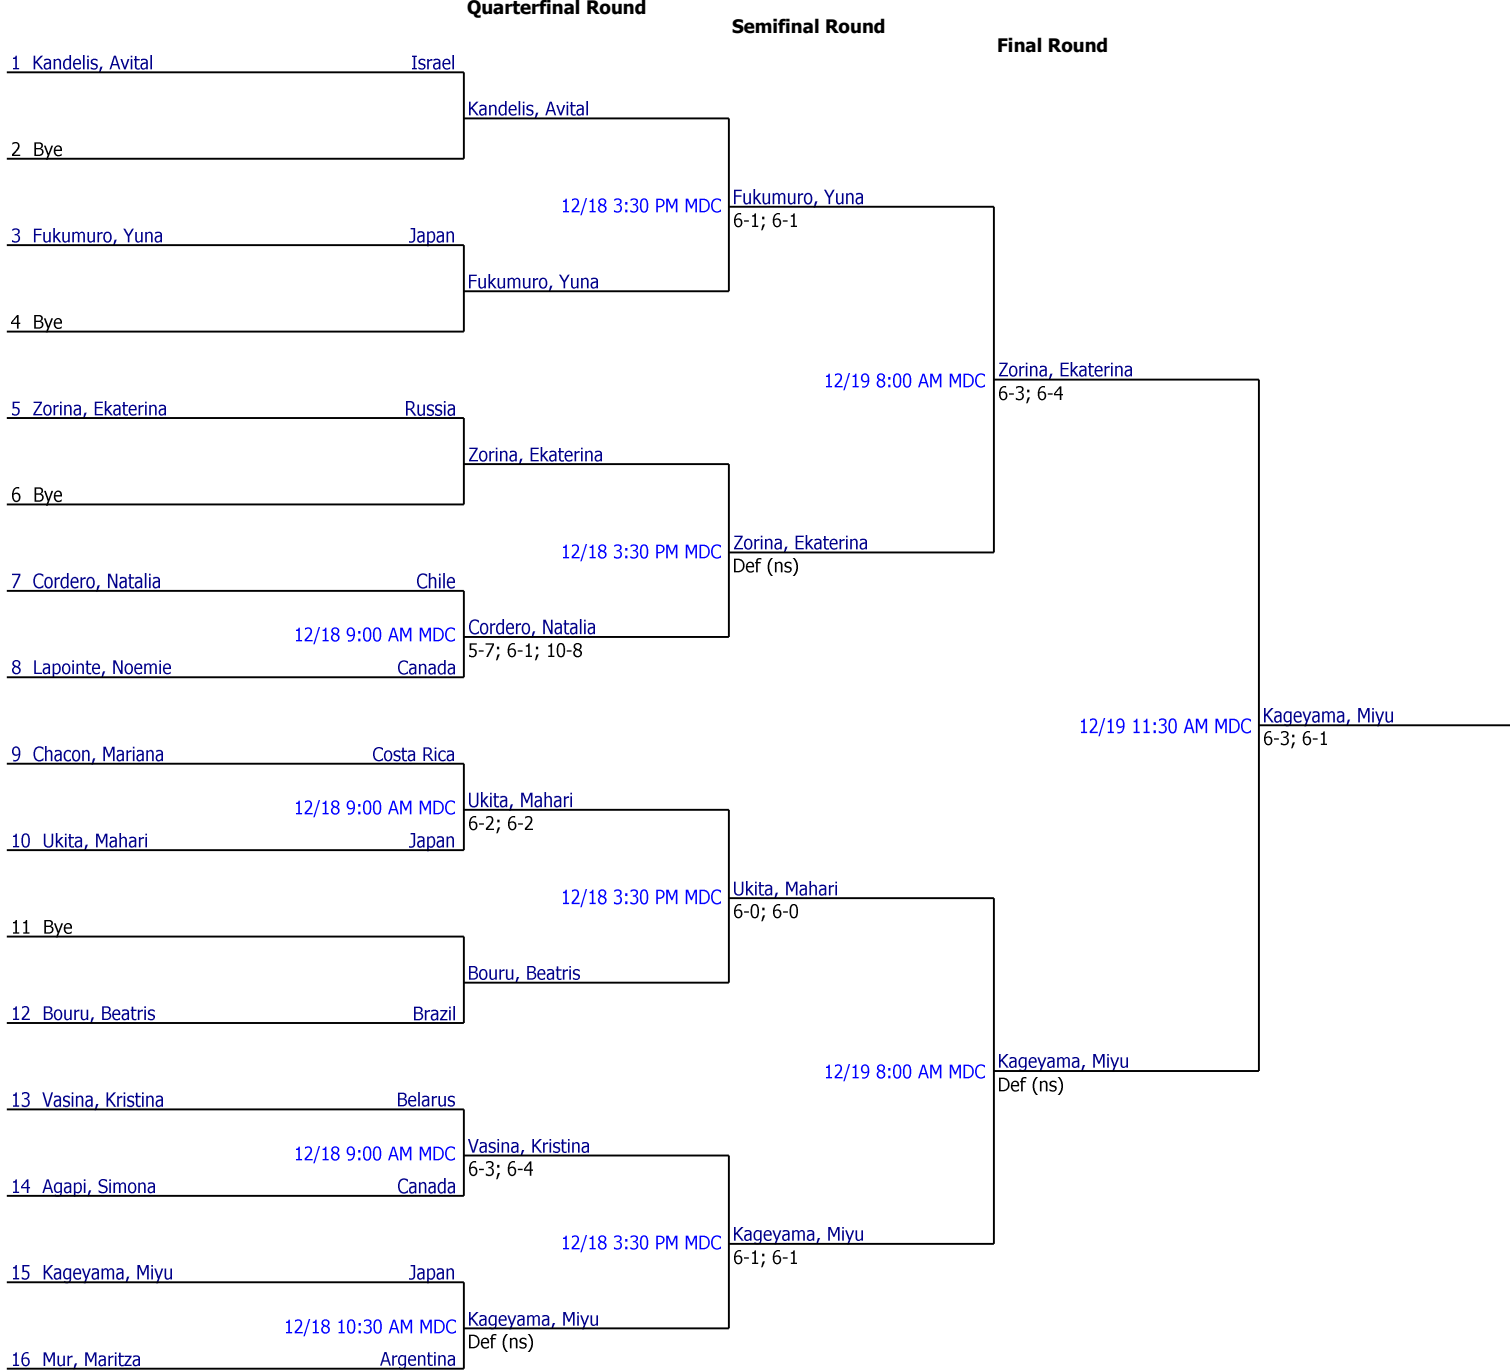 Quarterfinal Round
Semifinal Round
Final Round
1 Kandelis, Avital Israel
Kandelis, Avital
2 Bye
12/18 3:30 PM MDC Fukumuro, Yuna
6-1; 6-1
3 Fukumuro, Yuna Japan
Fukumuro, Yuna
4 Bye
12/19 8:00 AM MDC Zorina, Ekaterina
6-3; 6-4
5 Zorina, Ekaterina Russia
Zorina, Ekaterina
6 Bye
12/18 3:30 PM MDC Zorina, Ekaterina
Def (ns)
7 Cordero, Natalia Chile
12/18 9:00 AM MDC Cordero, Natalia
5-7; 6-1; 10-8
8 Lapointe, Noemie Canada
12/19 11:30 AM MDC Kageyama, Miyu
6-3; 6-1
9 Chacon, Mariana Costa Rica
12/18 9:00 AM MDC Ukita, Mahari
6-2; 6-2
10 Ukita, Mahari Japan
12/18 3:30 PM MDC Ukita, Mahari
6-0; 6-0
11 Bye
Bouru, Beatris
12 Bouru, Beatris Brazil
12/19 8:00 AM MDC Kageyama, Miyu
Def (ns)
13 Vasina, Kristina Belarus
12/18 9:00 AM MDC Vasina, Kristina
6-3; 6-4
14 Agapi, Simona Canada
12/18 3:30 PM MDC Kageyama, Miyu
6-1; 6-1
15 Kageyama, Miyu Japan
12/18 10:30 AM MDC Kageyama, Miyu
Def (ns)
16 Mur, Maritza Argentina